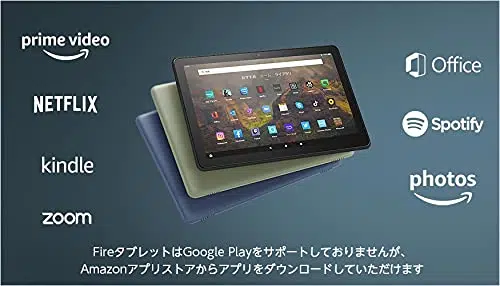 prime video
NETFLIX
kindle
zoom
Office
Spotify
photos
FireタブレットはGoogle Playをサポートしておりませんが、
Amazonアプリストアからアプリをダウンロードしていただけます